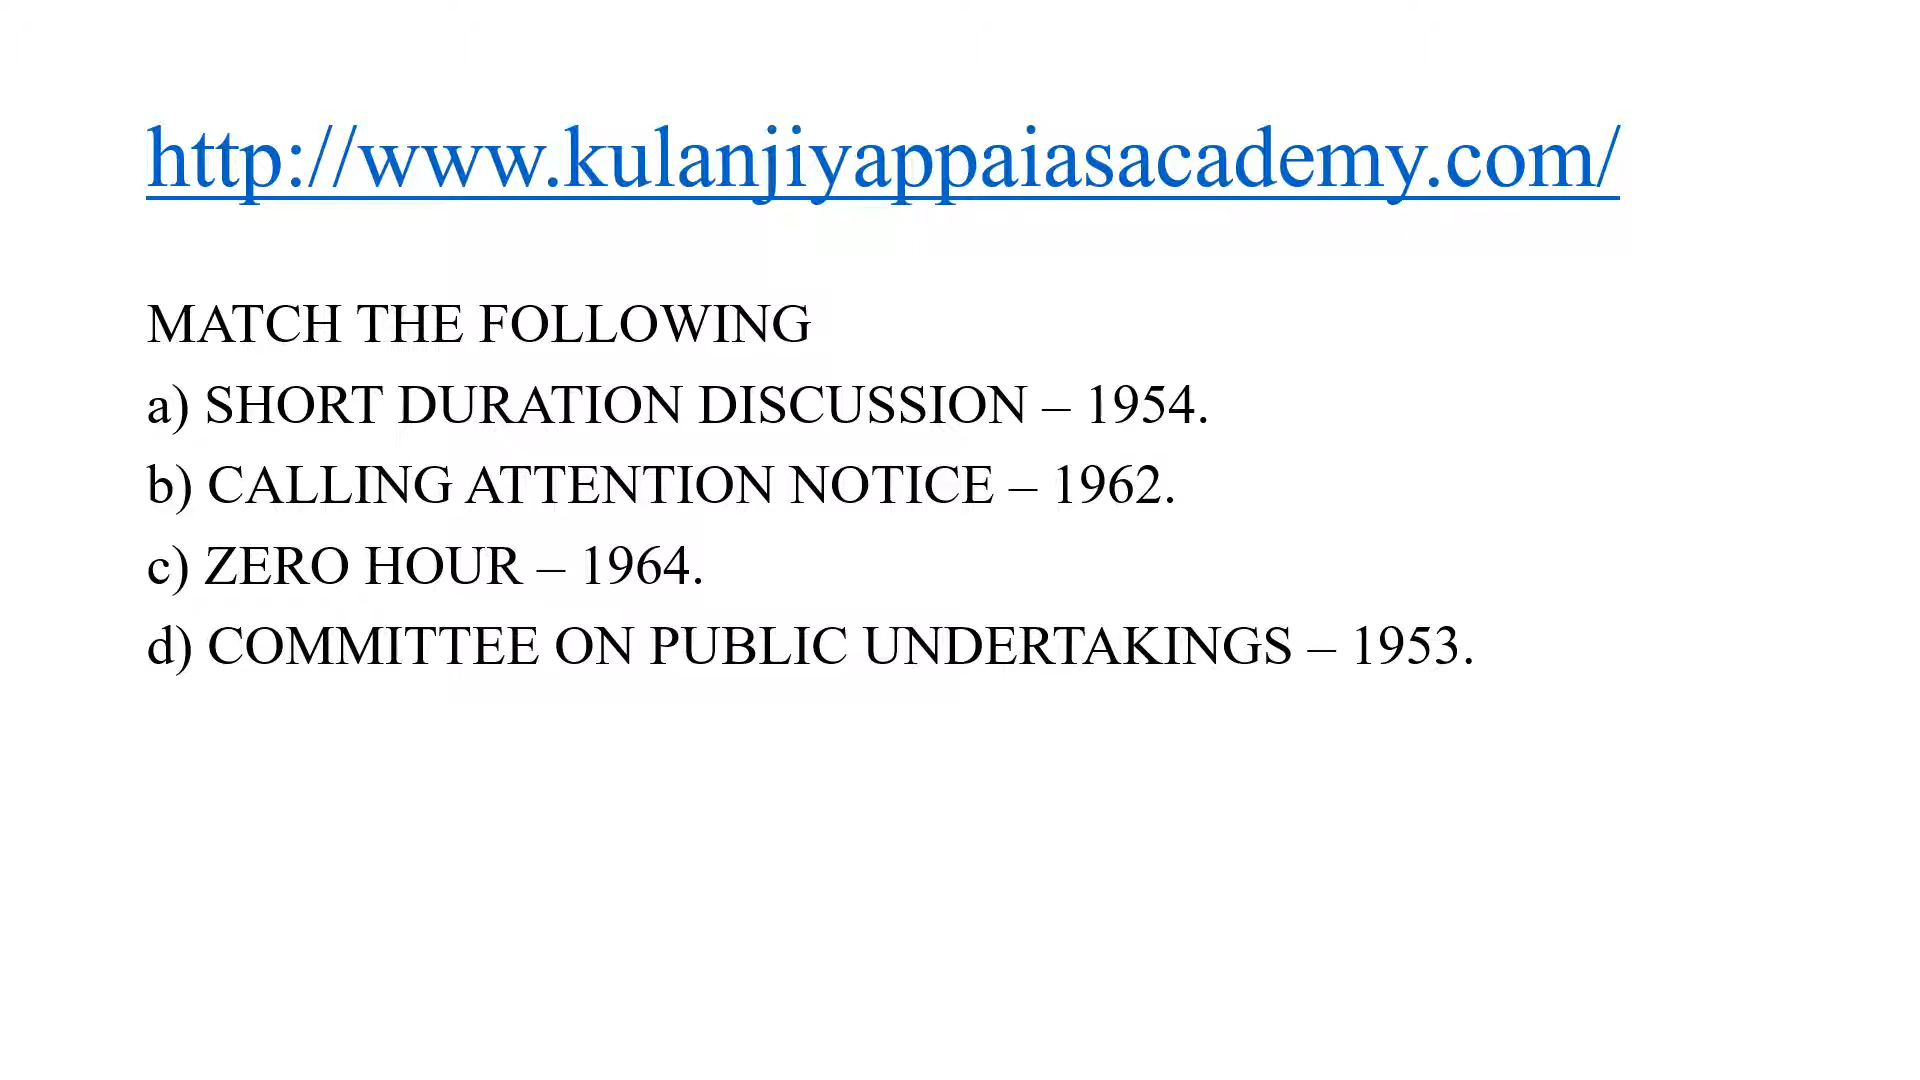 http://www.kulanjiyappaiasacademy.com/
MATCH THE FOLLOWING
a) SHORT DURATION DISCUSSION – 1954.
b) CALLING ATTENTION NOTICE – 1962.
c) ZERO HOUR – 1964.
d) COMMITTEE ON PUBLIC UNDERTAKINGS – 1953.